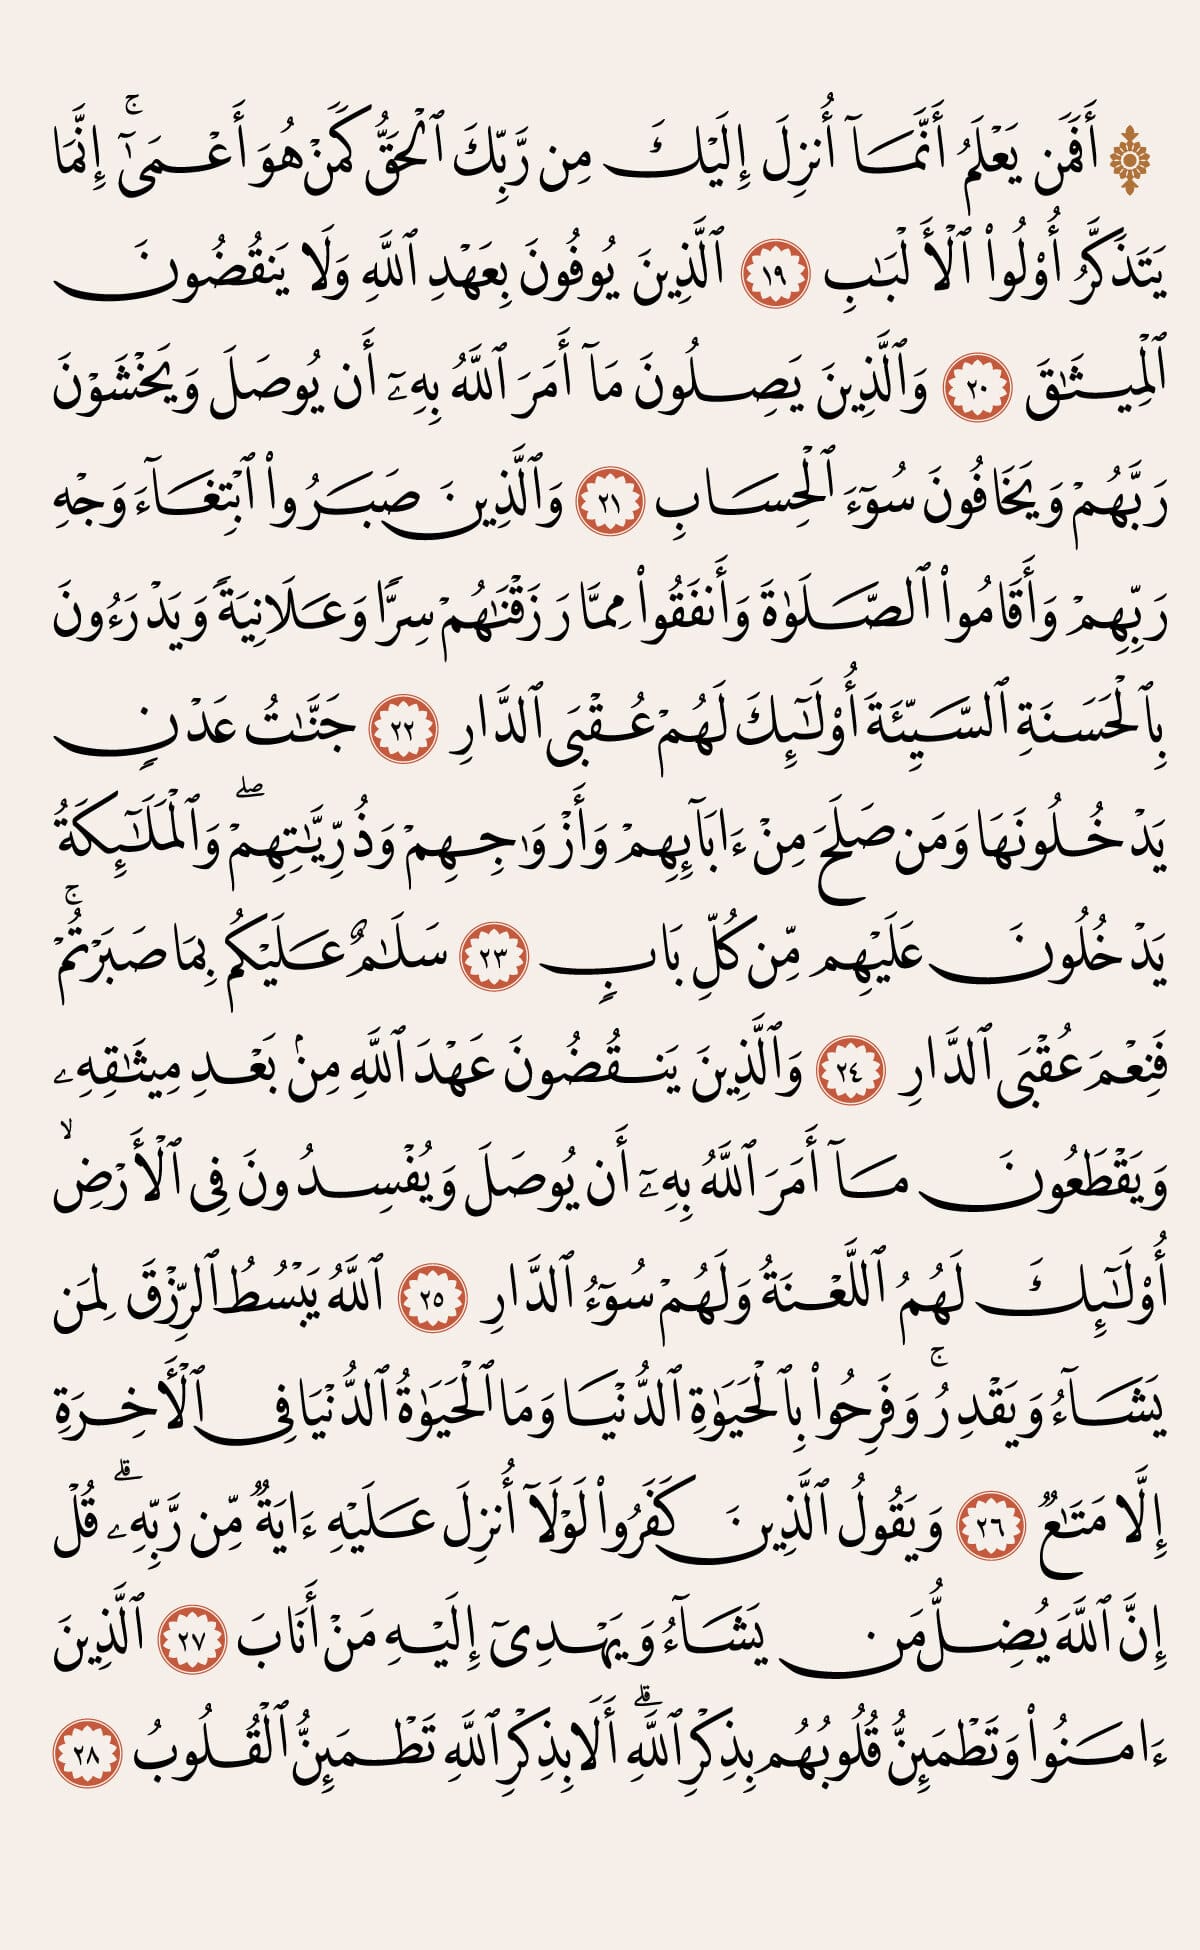 ۞ أَفَمَن يَعْلَمُ أَنَّمَآ أُنزِلَ إِلَيْكَ مِن رَّبِّكَ ٱلْحَقُّ كَمَنْ هُوَ أَعْمَىٰٓ ۚ إِنَّمَا
يَتَذَكَّرُ أُو۟لُوا۟ ٱلْأَلْبَـٰبِ ١٩ ٱلَّذِينَ يُوفُونَ بِعَهْدِ ٱللَّهِ وَلَا يَنقُضُونَ
ٱلْمِيثَـٰقَ ٢٠ وَٱلَّذِينَ يَصِلُونَ مَآ أَمَرَ ٱللَّهُ بِهِۦٓ أَن يُوصَلَ وَيَخْشَوْنَ
رَبَّهُمْ وَيَخَافُونَ سُوٓءَ ٱلْحِسَابِ ٢١ وَٱلَّذِينَ صَبَرُوا۟ ٱبْتِغَآءَ وَجْهِ
رَبِّهِمْ وَأَقَامُوا۟ ٱلصَّلَوٰةَ وَأَنفَقُوا۟ مِمَّا رَزَقْنَـٰهُمْ سِرًّا وَعَلَانِيَةً وَيَدْرَءُونَ
بِٱلْحَسَنَةِ ٱلسَّيِّئَةَ أُو۟لَـٰٓئِكَ لَهُمْ عُقْبَى ٱلدَّارِ ٢٢ جَنَّـٰتُ عَدْنٍ
يَدْخُلُونَهَا وَمَن صَلَحَ مِنْ ءَابَآئِهِمْ وَأَزْوَٰجِهِمْ وَذُرِّيَّـٰتِهِمْ ۖ وَٱلْمَلَـٰٓئِكَةُ
يَدْخُلُونَ عَلَيْهِم مِّن كُلِّ بَابٍ ٢٣ سَلَـٰمٌ عَلَيْكُم بِمَا صَبَرْتُمْ ۚ
فَنِعْمَ عُقْبَى ٱلدَّارِ ٢٤ وَٱلَّذِينَ يَنقُضُونَ عَهْدَ ٱللَّهِ مِنۢ بَعْدِ مِيثَـٰقِهِۦ
وَيَقْطَعُونَ مَآ أَمَرَ ٱللَّهُ بِهِۦٓ أَن يُوصَلَ وَيُفْسِدُونَ فِى ٱلْأَرْضِ ۙ
أُو۟لَـٰٓئِكَ لَهُمُ ٱللَّعْنَةُ وَلَهُمْ سُوٓءُ ٱلدَّارِ ٢٥ ٱللَّهُ يَبْسُطُ ٱلرِّزْقَ لِمَن
يَشَآءُ وَيَقْدِرُ ۚ وَفَرِحُوا۟ بِٱلْحَيَوٰةِ ٱلدُّنْيَا وَمَا ٱلْحَيَوٰةُ ٱلدُّنْيَا فِى ٱلْـَٔاخِرَةِ
إِلَّا مَتَـٰعٌ ٢٦ وَيَقُولُ ٱلَّذِينَ كَفَرُوا۟ لَوْلَآ أُنزِلَ عَلَيْهِ ءَايَةٌ مِّن رَّبِّهِۦ ۗ قُلْ
إِنَّ ٱللَّهَ يُضِلُّ مَن يَشَآءُ وَيَهْدِىٓ إِلَيْهِ مَنْ أَنَابَ ٢٧ ٱلَّذِينَ
ءَامَنُوا۟ وَتَطْمَئِنُّ قُلُوبُهُم بِذِكْرِ ٱللَّهِ ۗ أَلَا بِذِكْرِ ٱللَّهِ تَطْمَئِنُّ ٱلْقُلُوبُ ٢٨